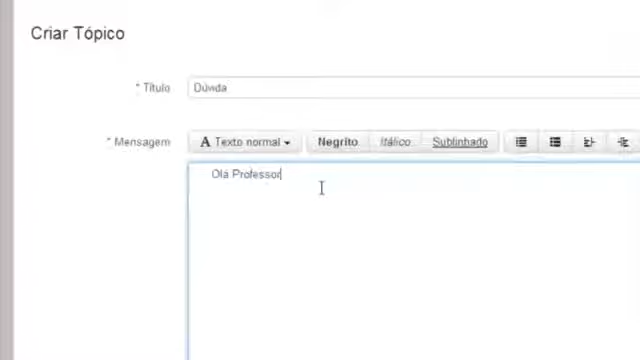 Criar Tópico
* Título
Dúvida
* Mensagem
A Texto normal
Negrito
Itálico
Sublinhado
Olá Professor